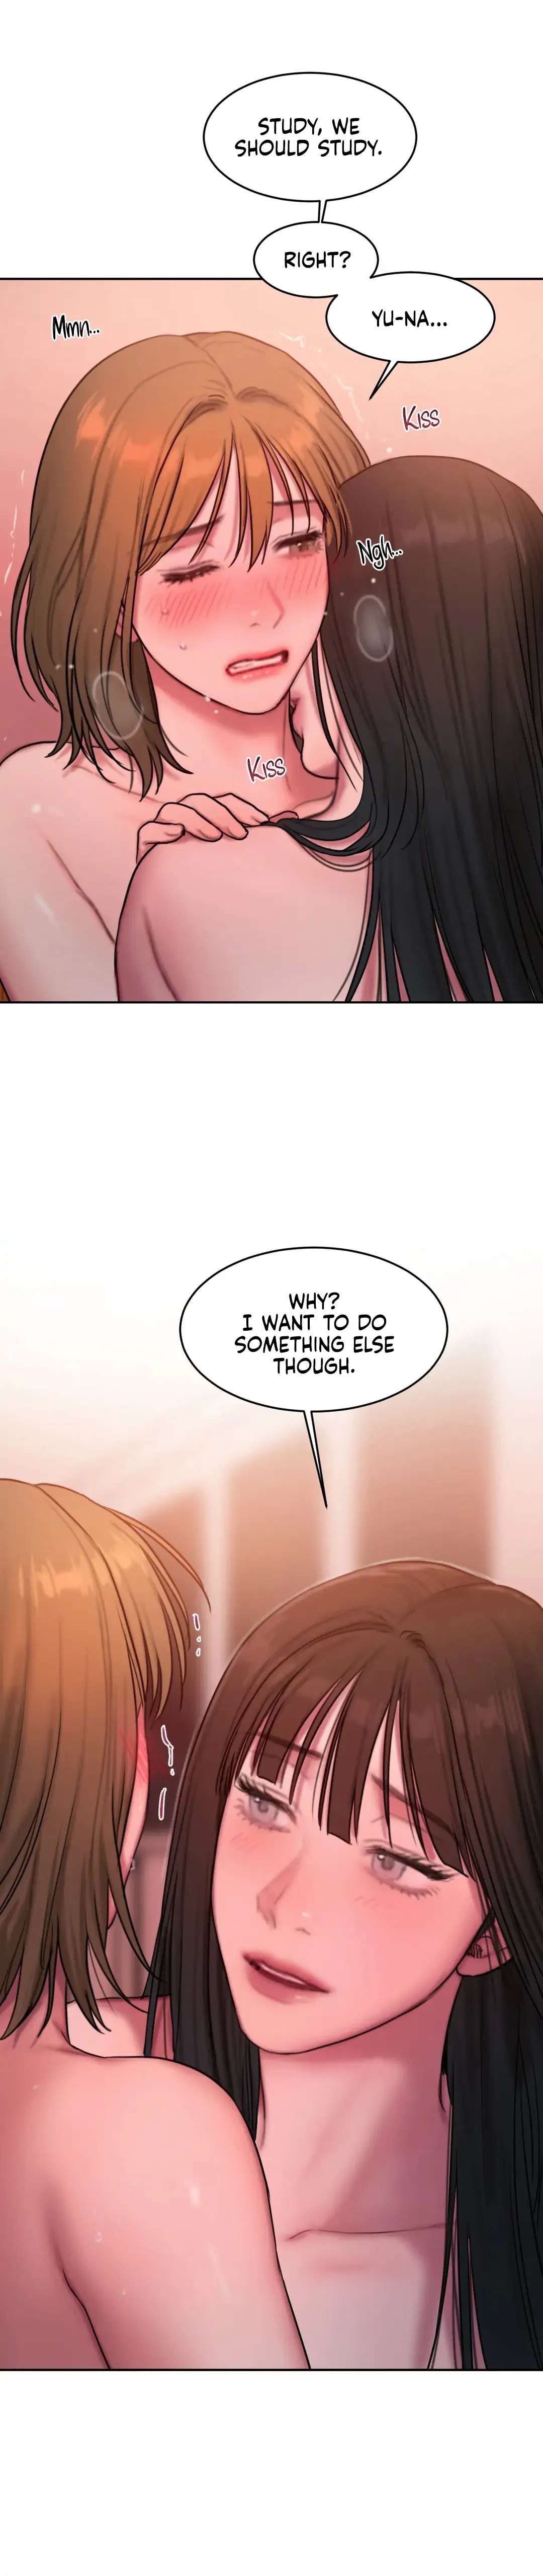 STUDY, WE
SHOULD STUDY.
RIGHT?
YU-NA...
Mmn...
KISS
Ngh...
KISS
WHY?
I WANT TO DO
SOMETHING ELSE
THOUGH.